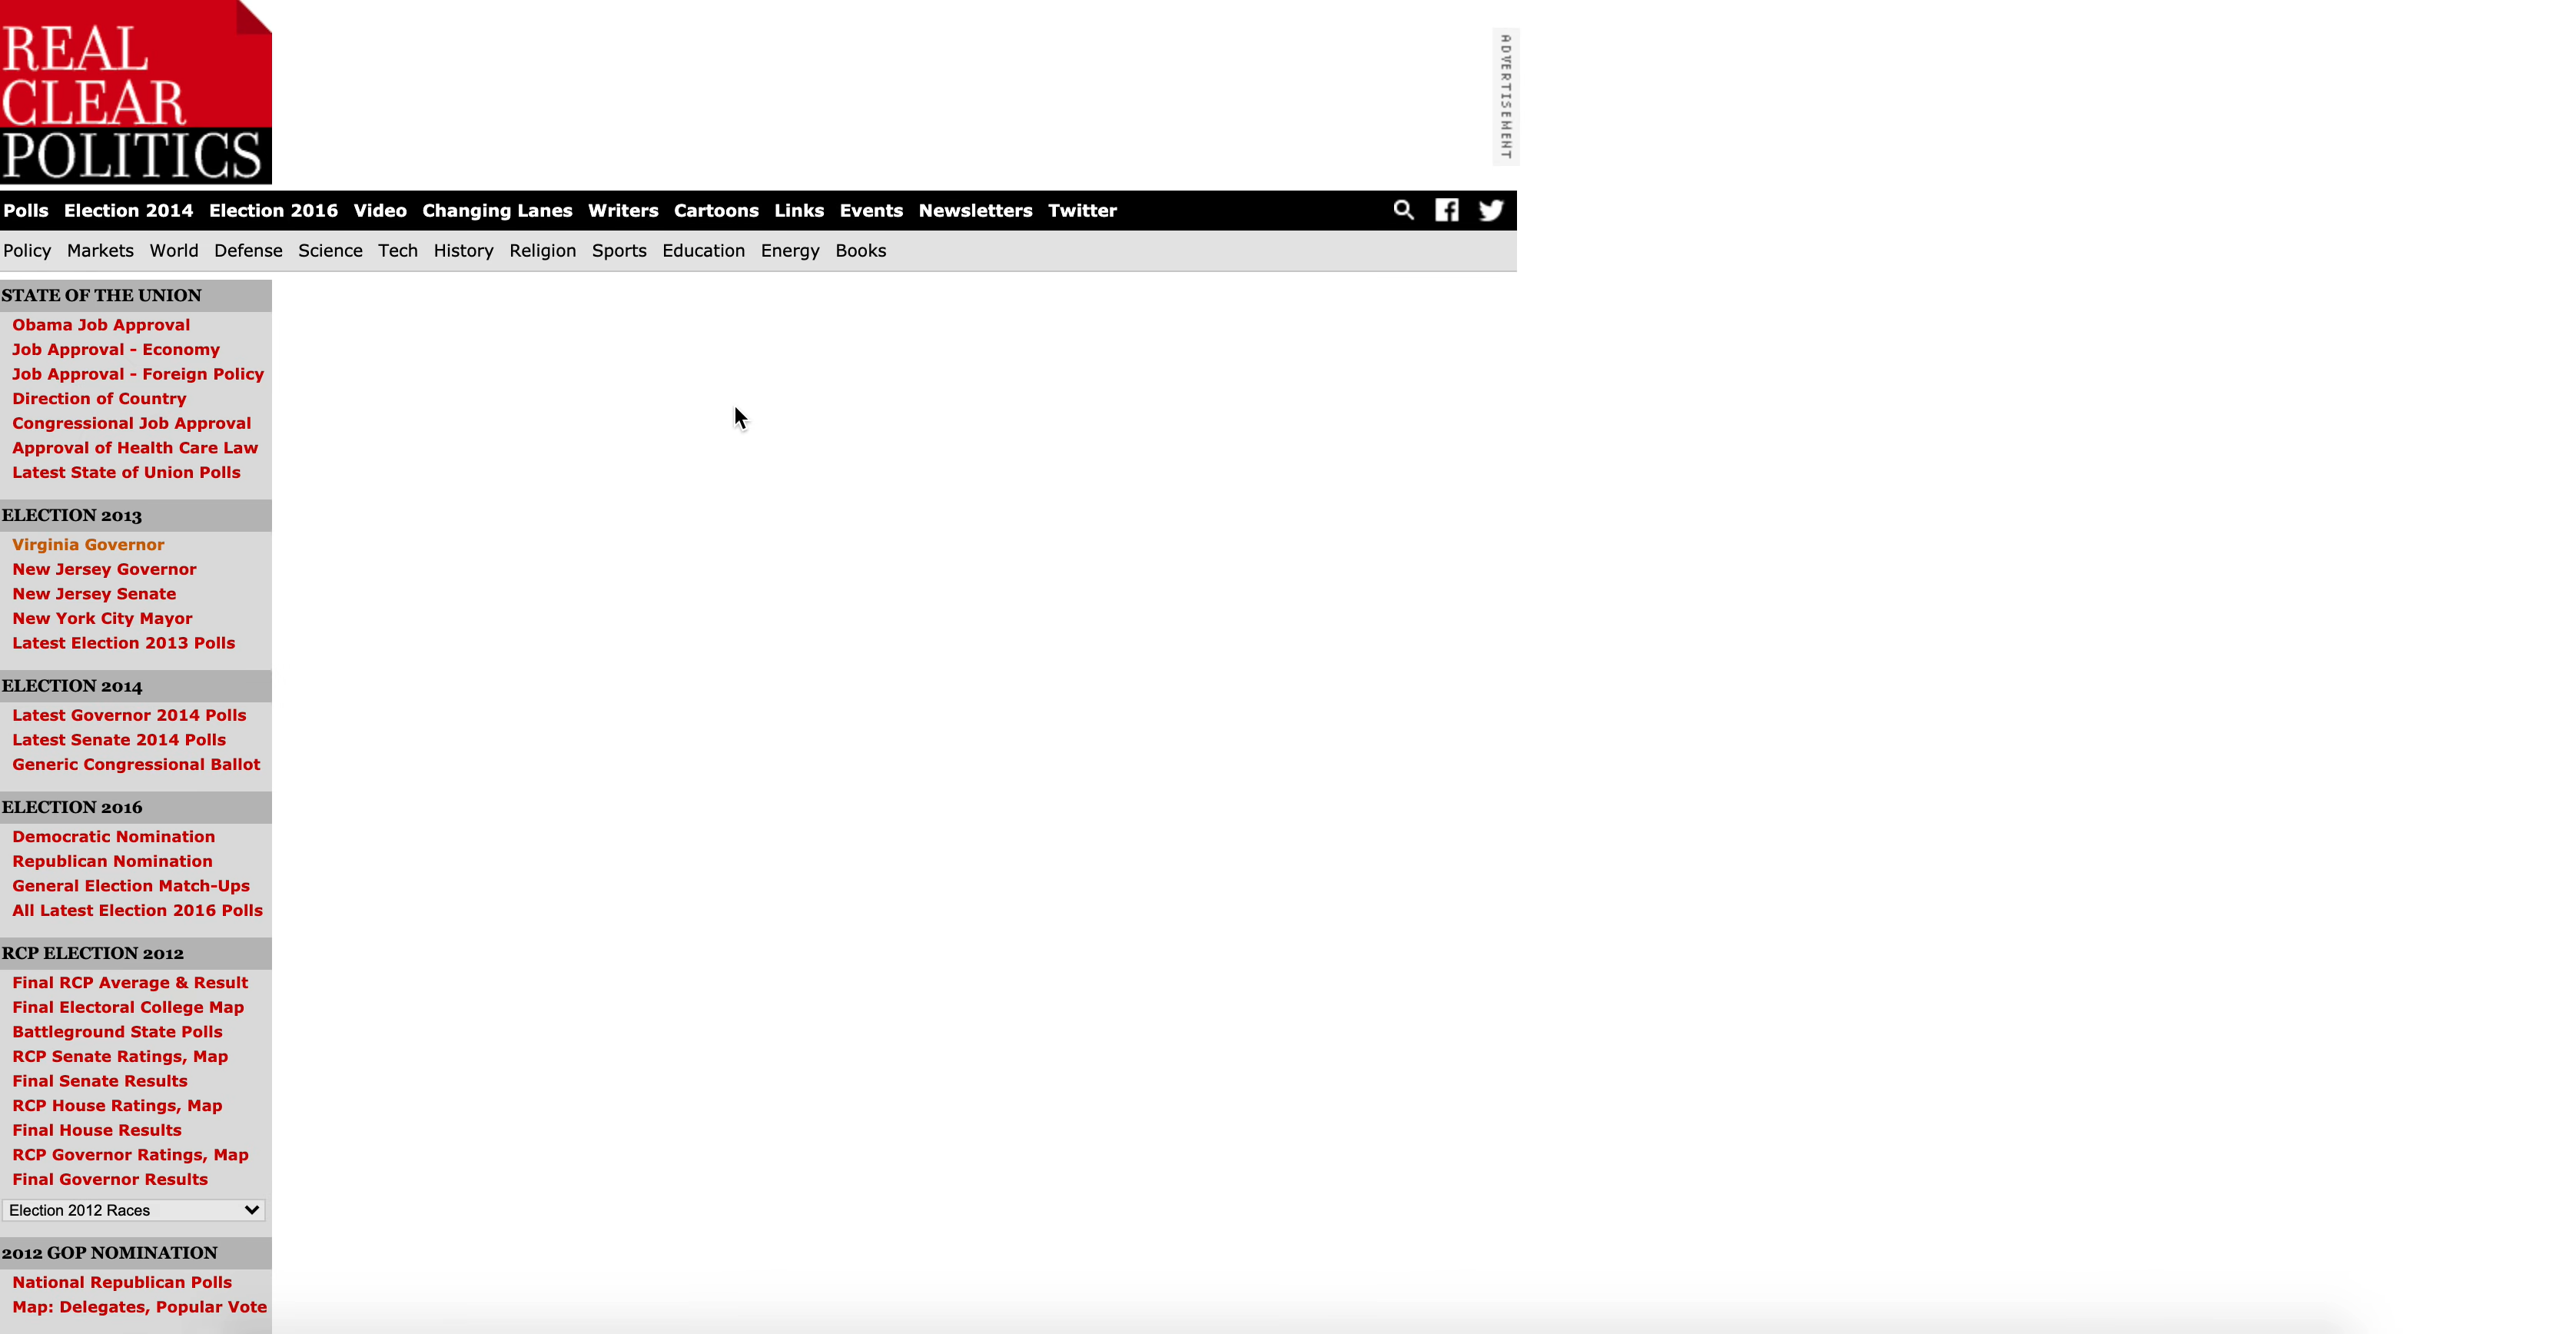 REAL
CLEAR
POLITICS
ADVERTISEMENT
Polls Election 2014 Election 2016 Video Changing Lanes Writers Cartoons Links Events Newsletters Twitter
Policy Markets World Defense Science Tech History Religion Sports Education Energy Books
STATE OF THE UNION
Obama Job Approval
Job Approval - Economy
Job Approval - Foreign Policy
Direction of Country
Congressional Job Approval
Approval of Health Care Law
Latest State of Union Polls
ELECTION 2013
Virginia Governor
New Jersey Governor
New Jersey Senate
New York City Mayor
Latest Election 2013 Polls
ELECTION 2014
Latest Governor 2014 Polls
Latest Senate 2014 Polls
Generic Congressional Ballot
ELECTION 2016
Democratic Nomination
Republican Nomination
General Election Match-Ups
All Latest Election 2016 Polls
RCP ELECTION 2012
Final RCP Average & Result
Final Electoral College Map
Battleground State Polls
RCP Senate Ratings, Map
Final Senate Results
RCP House Ratings, Map
Final House Results
RCP Governor Ratings, Map
Final Governor Results
Election 2012 Races
2012 GOP NOMINATION
National Republican Polls
Map: Delegates, Popular Vote